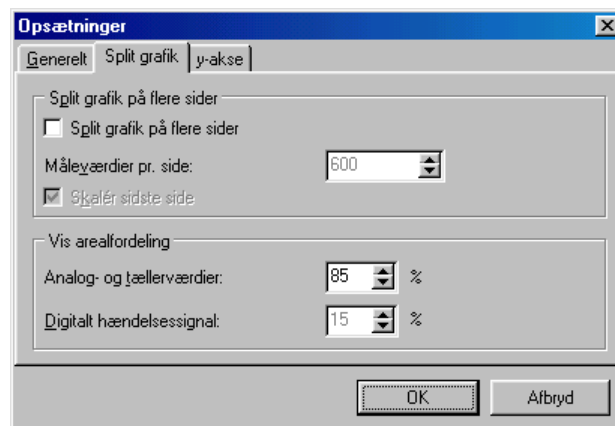 Opsætninger
Generelt Split grafik y-akse
Split grafik på flere sider
Split grafik på flere sider
Måleværdier pr. side: 600
Skalér sidste side
Vis arealfordeling
Analog- og tællerværdier: 85 %
Digitalt hændelsessignal: 15 %
OK Afbryd